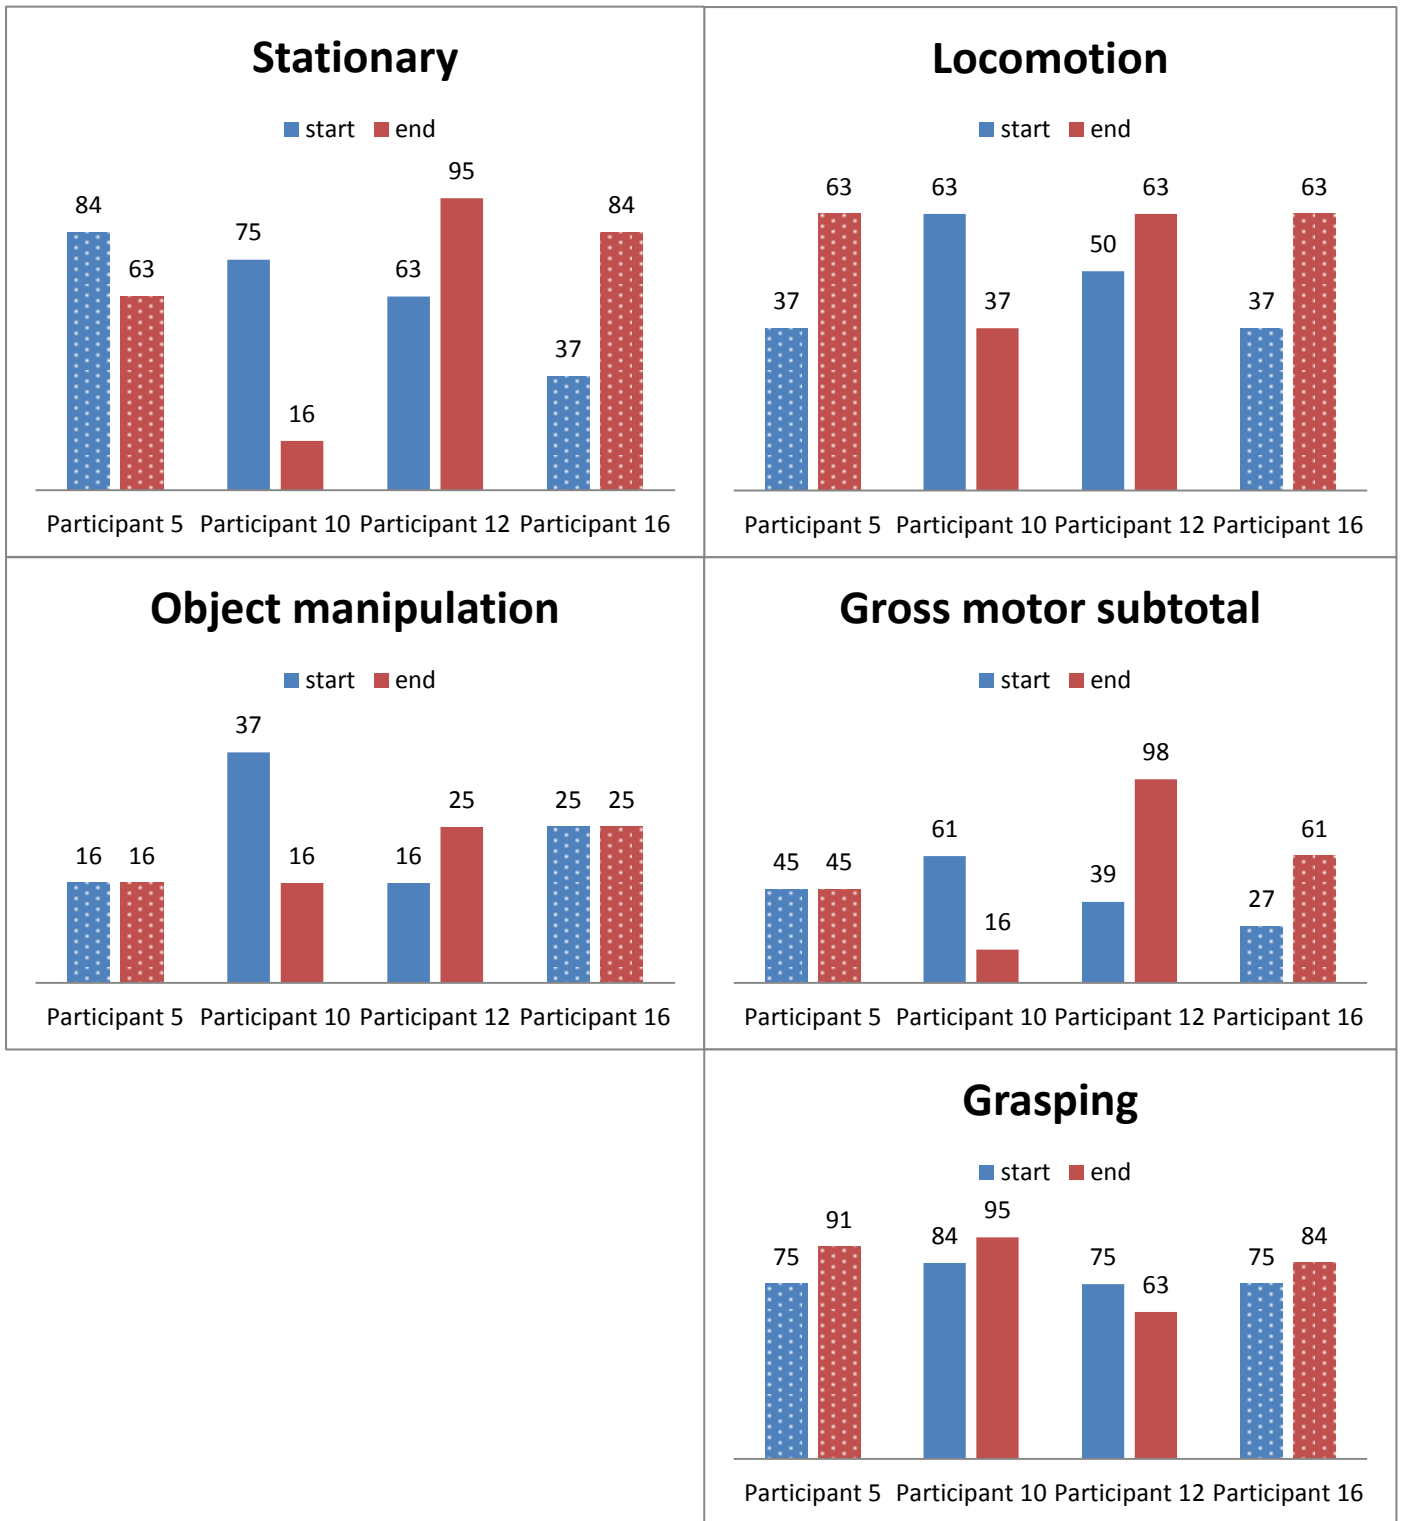 Stationary
start end
84 63 75 16 63 95 37 84
Participant 5 Participant 10 Participant 12 Participant 16
Locomotion
start end
37 63 63 37 50 63 37 63
Participant 5 Participant 10 Participant 12 Participant 16
Object manipulation
start end
16 16 37 16 16 25 25 25
Participant 5 Participant 10 Participant 12 Participant 16
Gross motor subtotal
start end
45 45 61 16 39 98 27 61
Participant 5 Participant 10 Participant 12 Participant 16
Grasping
start end
75 91 84 95 75 63 75 84
Participant 5 Participant 10 Participant 12 Participant 16